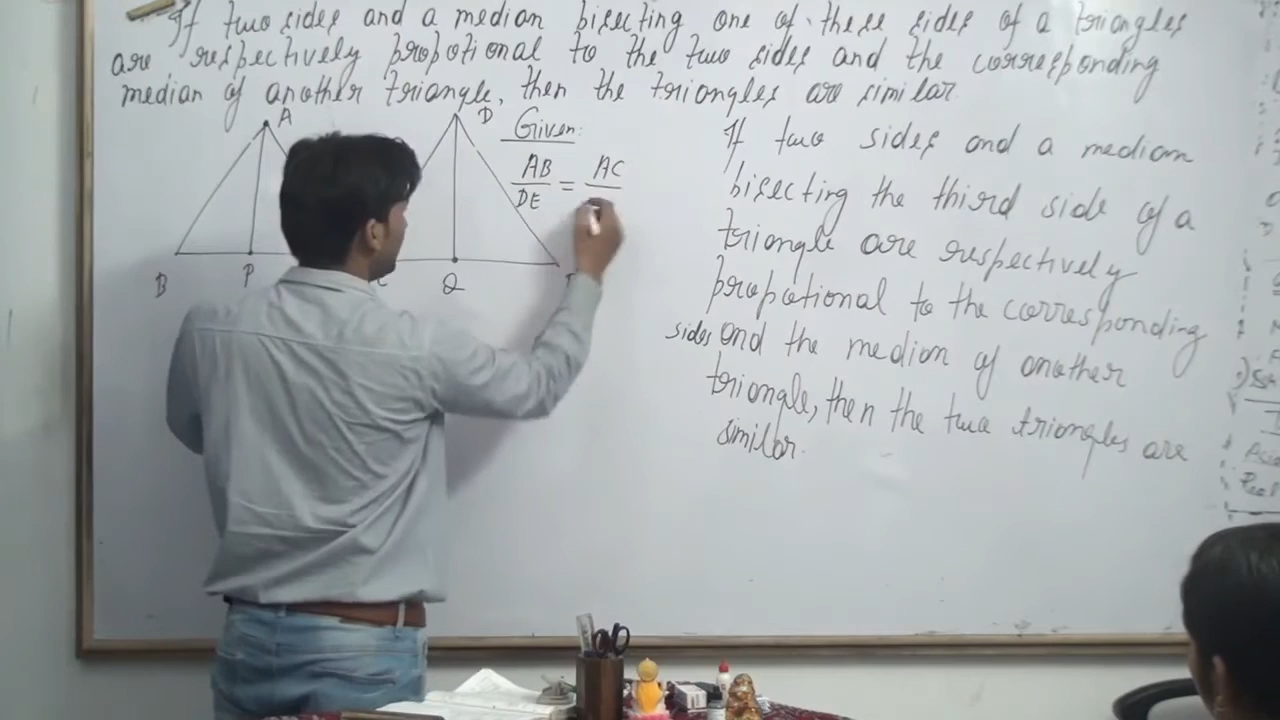 If two sides and a median bisecting one of these sides of a triangles
are respectively propotional to the two sides and the corresponding
median of another triangle, then the triangles are similar.
A
D
Given:
AB
DE
=
AC
B
P
Q
If two sides and a median
bisecting the third side of a
triangle are respectively
propotional to the corresponding
sides and the median of another
triangle, then the two triangles are
similar.